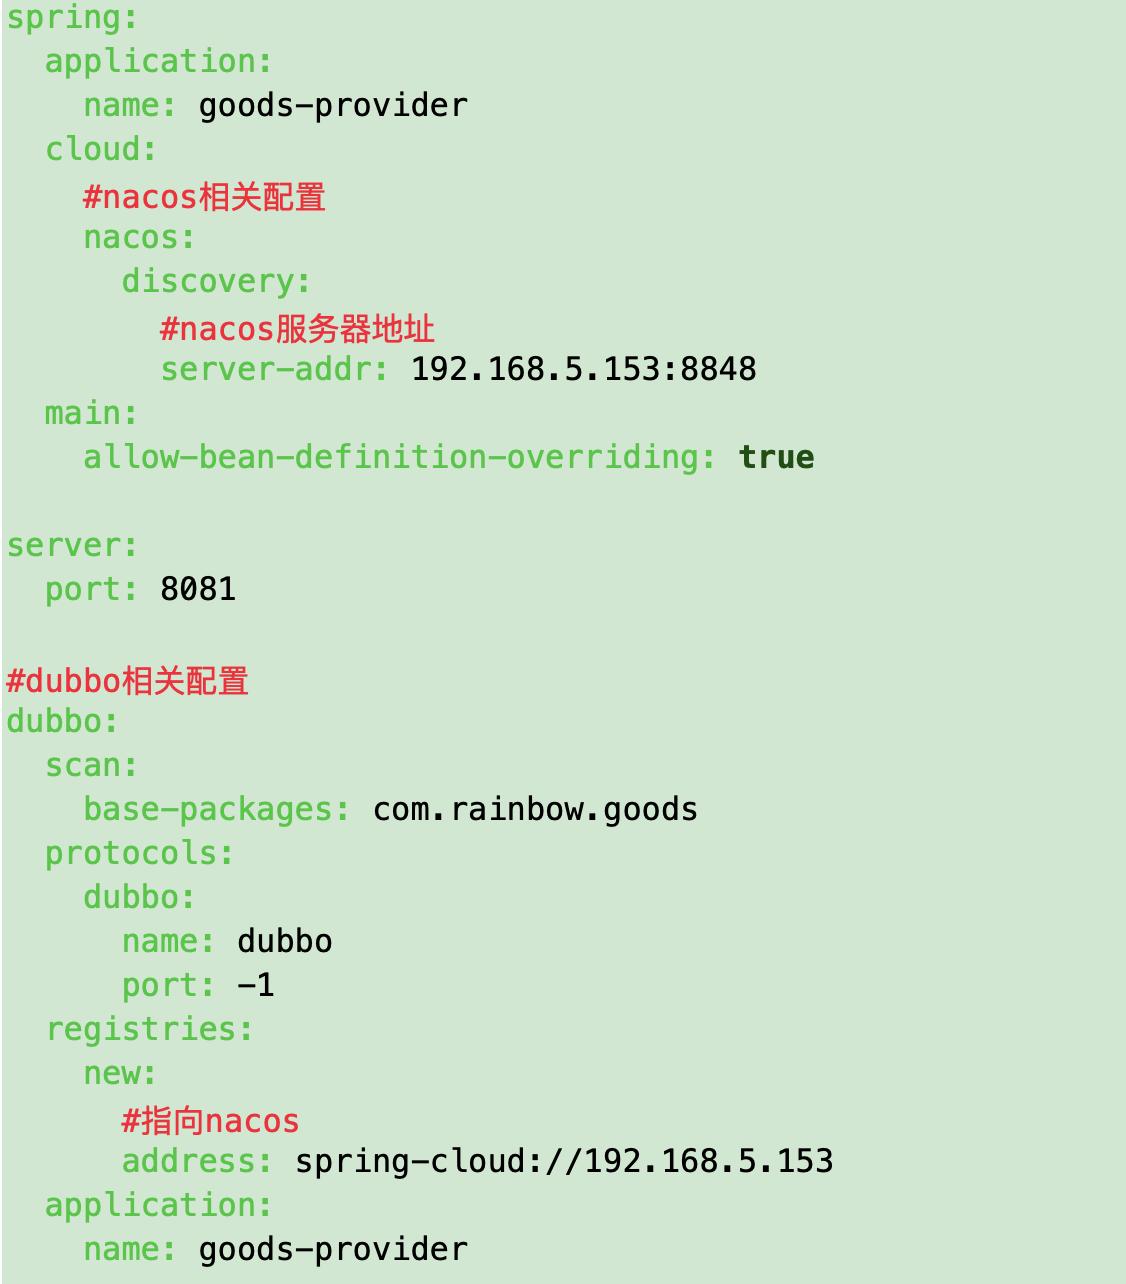 spring:
  application:
    name: goods-provider
  cloud:
    #nacos相关配置
    nacos:
      discovery:
        #nacos服务器地址
        server-addr: 192.168.5.153:8848
  main:
    allow-bean-definition-overriding: true

server:
  port: 8081

#dubbo相关配置
dubbo:
  scan:
    base-packages: com.rainbow.goods
  protocols:
    dubbo:
      name: dubbo
      port: -1
  registries:
    new:
      #指向nacos
      address: spring-cloud://192.168.5.153
  application:
    name: goods-provider